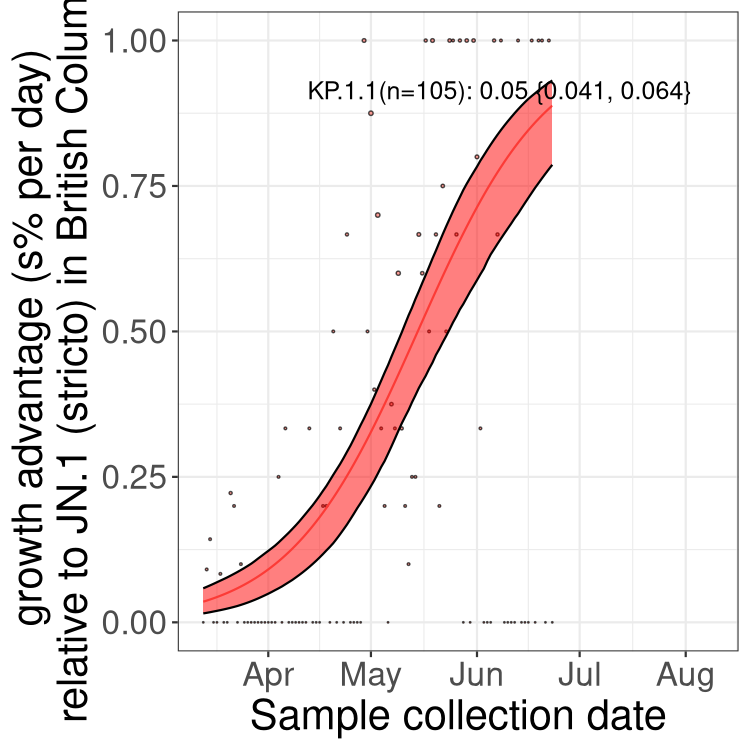 growth advantage (s% per day)
relative to JN.1 (stricto) in British Colum
1.00
0.75
0.50
0.25
0.00
KP.1.1(n=105): 0.05 {0.041, 0.064}
Apr May Jun Jul Aug
Sample collection date